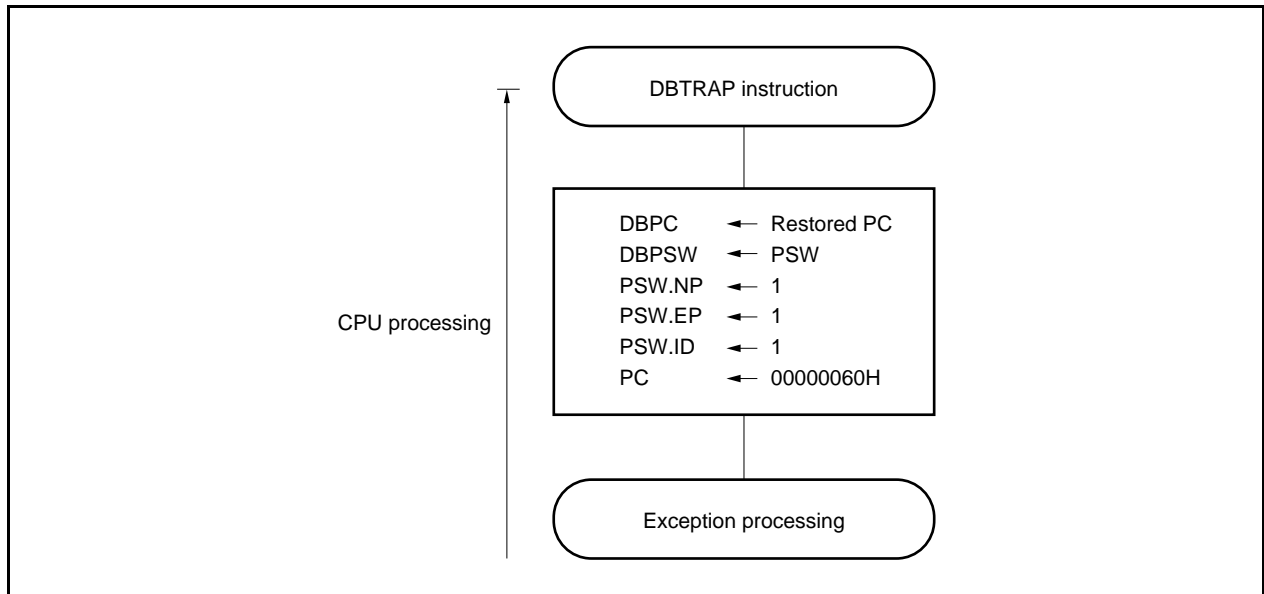 DBTRAP instruction
CPU processing
DBPC ← Restored PC
DBPSW ← PSW
PSW.NP ← 1
PSW.EP ← 1
PSW.ID ← 1
PC ← 00000060H
Exception processing